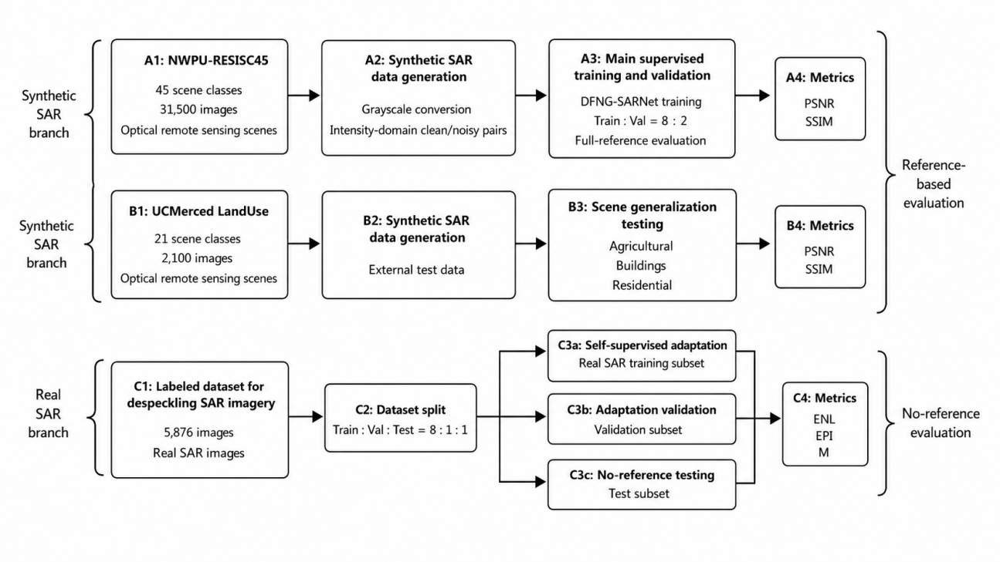 Synthetic
SAR
branch
A1: NWPU-RESISC45
45 scene classes
31,500 images
Optical remote sensing scenes
A2: Synthetic SAR
data generation
Grayscale conversion
Intensity-domain clean/noisy pairs
A3: Main supervised
training and validation
DFNG-SARNet training
Train : Val = 8 : 2
Full-reference evaluation
A4: Metrics
PSNR
SSIM
Synthetic
SAR
branch
B1: UCMerced LandUse
21 scene classes
2,100 images
Optical remote sensing scenes
B2: Synthetic SAR
data generation
External test data
B3: Scene generalization
testing
Agricultural
Buildings
Residential
B4: Metrics
PSNR
SSIM
Reference-
based
evaluation
Real
SAR
branch
C1: Labeled dataset for
despeckling SAR imagery
5,876 images
Real SAR images
C2: Dataset split
Train : Val : Test = 8 : 1 : 1
C3a: Self-supervised adaptation
Real SAR training subset
C3b: Adaptation validation
Validation subset
C3c: No-reference testing
Test subset
C4: Metrics
ENL
EPI
M
No-reference
evaluation